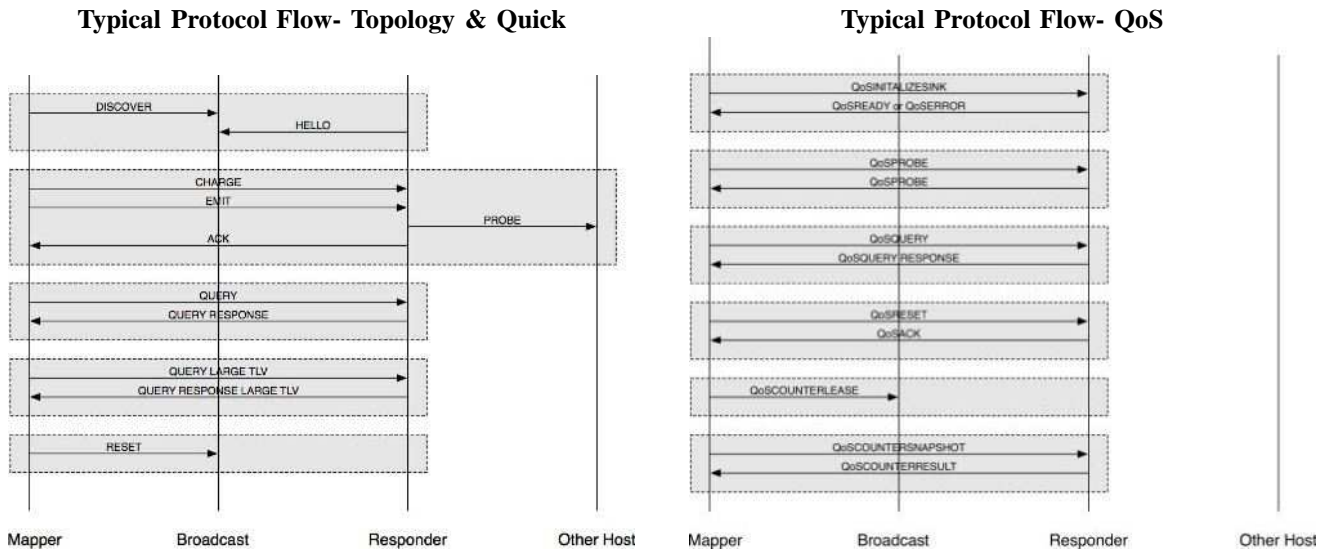 Typical Protocol Flow- Topology & Quick
DISCOVER
HELLO
CHARGE
EMIT
PROBE
ACK
QUERY
QUERY RESPONSE
QUERY LARGE TLV
QUERY RESPONSE LARGE TLV
RESET
Mapper
Broadcast
Responder
Other Host
Typical Protocol Flow- QoS
QoSINITALIZESINK
QoSREADY or QoSERROR
QoSPROBE
QoSPROBE
QoSQUERY
QoSQUERY RESPONSE
QoSRESET
QoSACK
QoSCOUNTERLEASE
QoSCOUNTERSNAPSHOT
QoSCOUNTERRESULT
Mapper
Broadcast
Responder
Other Host